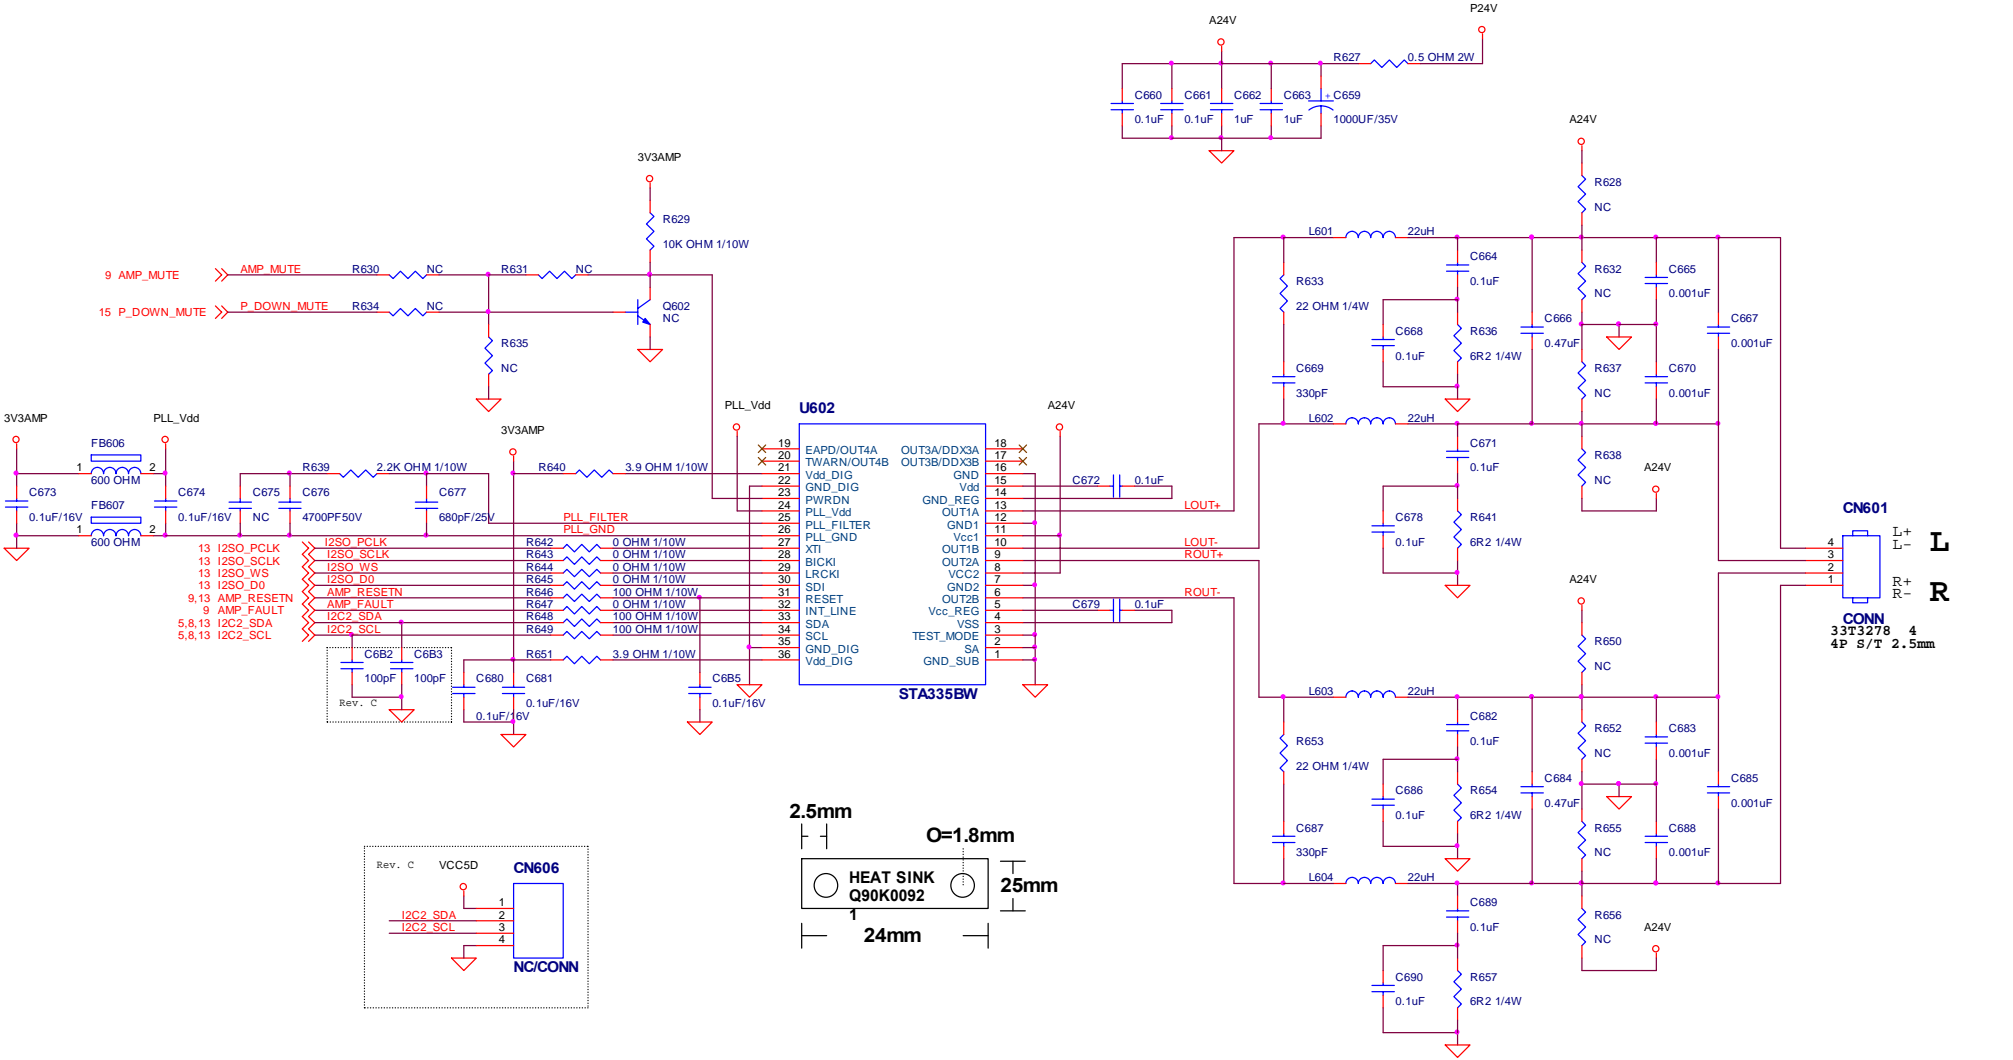 A24V
P24V
R627
0.5 OHM 2W
C660
0.1uF
C661
0.1uF
C662
1uF
C663
1uF
+
C659
1000UF/35V
A24V
R628
NC
3V3AMP
R629
10K OHM 1/10W
9 AMP_MUTE
AMP_MUTE
R630
NC
R631
NC
15 P_DOWN_MUTE
P_DOWN_MUTE
R634
NC
Q602
NC
R635
NC
L601
22uH
R633
22 OHM 1/4W
C664
0.1uF
R632
NC
C665
0.001uF
C666
0.47uF
C667
0.001uF
C668
0.1uF
R636
6R2 1/4W
C669
330pF
R637
NC
C670
0.001uF
L602
22uH
C671
0.1uF
R638
NC
A24V
C678
0.1uF
R641
6R2 1/4W
3V3AMP
PLL_Vdd
FB606
1
2
600 OHM
C673
0.1uF/16V
FB607
1
2
600 OHM
C674
0.1uF/16V
C675
NC
C676
4700PF50V
R639
2.2K OHM 1/10W
C677
680pF/25V
3V3AMP
R640
3.9 OHM 1/10W
PLL_Vdd
PLL_FILTER
PLL_GND
13 I2SO_PCLK
I2SO_PCLK
R642
0 OHM 1/10W
13 I2SO_SCLK
I2SO_SCLK
R643
0 OHM 1/10W
13 I2SO_WS
I2SO_WS
R644
0 OHM 1/10W
13 I2SO_D0
I2SO_D0
R645
0 OHM 1/10W
9,13 AMP_RESETN
AMP_RESETN
R646
100 OHM 1/10W
9 AMP_FAULT
AMP_FAULT
R647
0 OHM 1/10W
5,8,13 I2C2_SDA
I2C2_SDA
R648
100 OHM 1/10W
5,8,13 I2C2_SCL
I2C2_SCL
R649
100 OHM 1/10W
R651
3.9 OHM 1/10W
C6B2
100pF
C6B3
100pF
Rev. C
C680
0.1uF/16V
C681
0.1uF/16V
C6B5
0.1uF/16V
U602
19 EAPD/OUT4A
20 TWARN/OUT4B
21 Vdd_DIG
22 GND_DIG
23 PWRDN
24 PLL_Vdd
25 PLL_FILTER
26 PLL_GND
27 XTI
28 BICKI
29 LRCKI
30 SDI
31 RESET
32 INT_LINE
33 SDA
34 SCL
35 GND_DIG
36 Vdd_DIG
OUT3A/DDX3A 18
OUT3B/DDX3B 17
GND 16
Vdd 15
GND_REG 14
OUT1A 13
GND1 12
Vcc1 11
OUT1B 10
OUT2A 9
VCC2 8
GND2 7
OUT2B 6
Vcc_REG 5
VSS 4
TEST_MODE 3
SA 2
GND_SUB 1
STA335BW
A24V
C672
0.1uF
C679
0.1uF
LOUT+
LOUT-
ROUT+
ROUT-
CN601
4
3
2
1
L+
L-
L
R+
R-
R
CONN
33T3278 4
4P S/T 2.5mm
A24V
R650
NC
L603
22uH
R653
22 OHM 1/4W
C682
0.1uF
R652
NC
C683
0.001uF
C684
0.47uF
C685
0.001uF
C686
0.1uF
R654
6R2 1/4W
C687
330pF
R655
NC
C688
0.001uF
L604
22uH
C689
0.1uF
R656
NC
A24V
C690
0.1uF
R657
6R2 1/4W
2.5mm
O=1.8mm
HEAT SINK
Q90K0092
1
25mm
24mm
Rev. C
VCC5D
CN606
1
I2C2_SDA 2
I2C2_SCL 3
4
NC/CONN